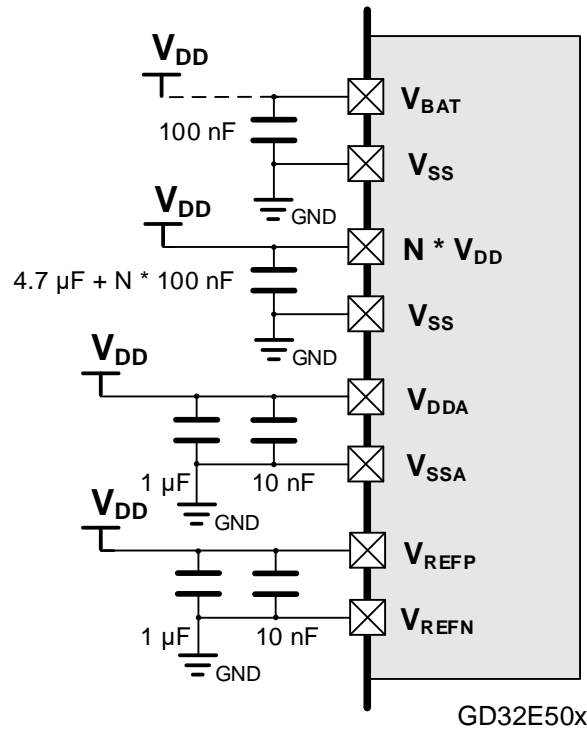 VDD
VBAT
100 nF
VSS
GND
VDD
N * VDD
4.7 µF + N * 100 nF
VSS
GND
VDD
VDDA
1 µF 10 nF
VSSA
GND
VDD
VREFP
1 µF 10 nF
VREFN
GND
GD32E50x